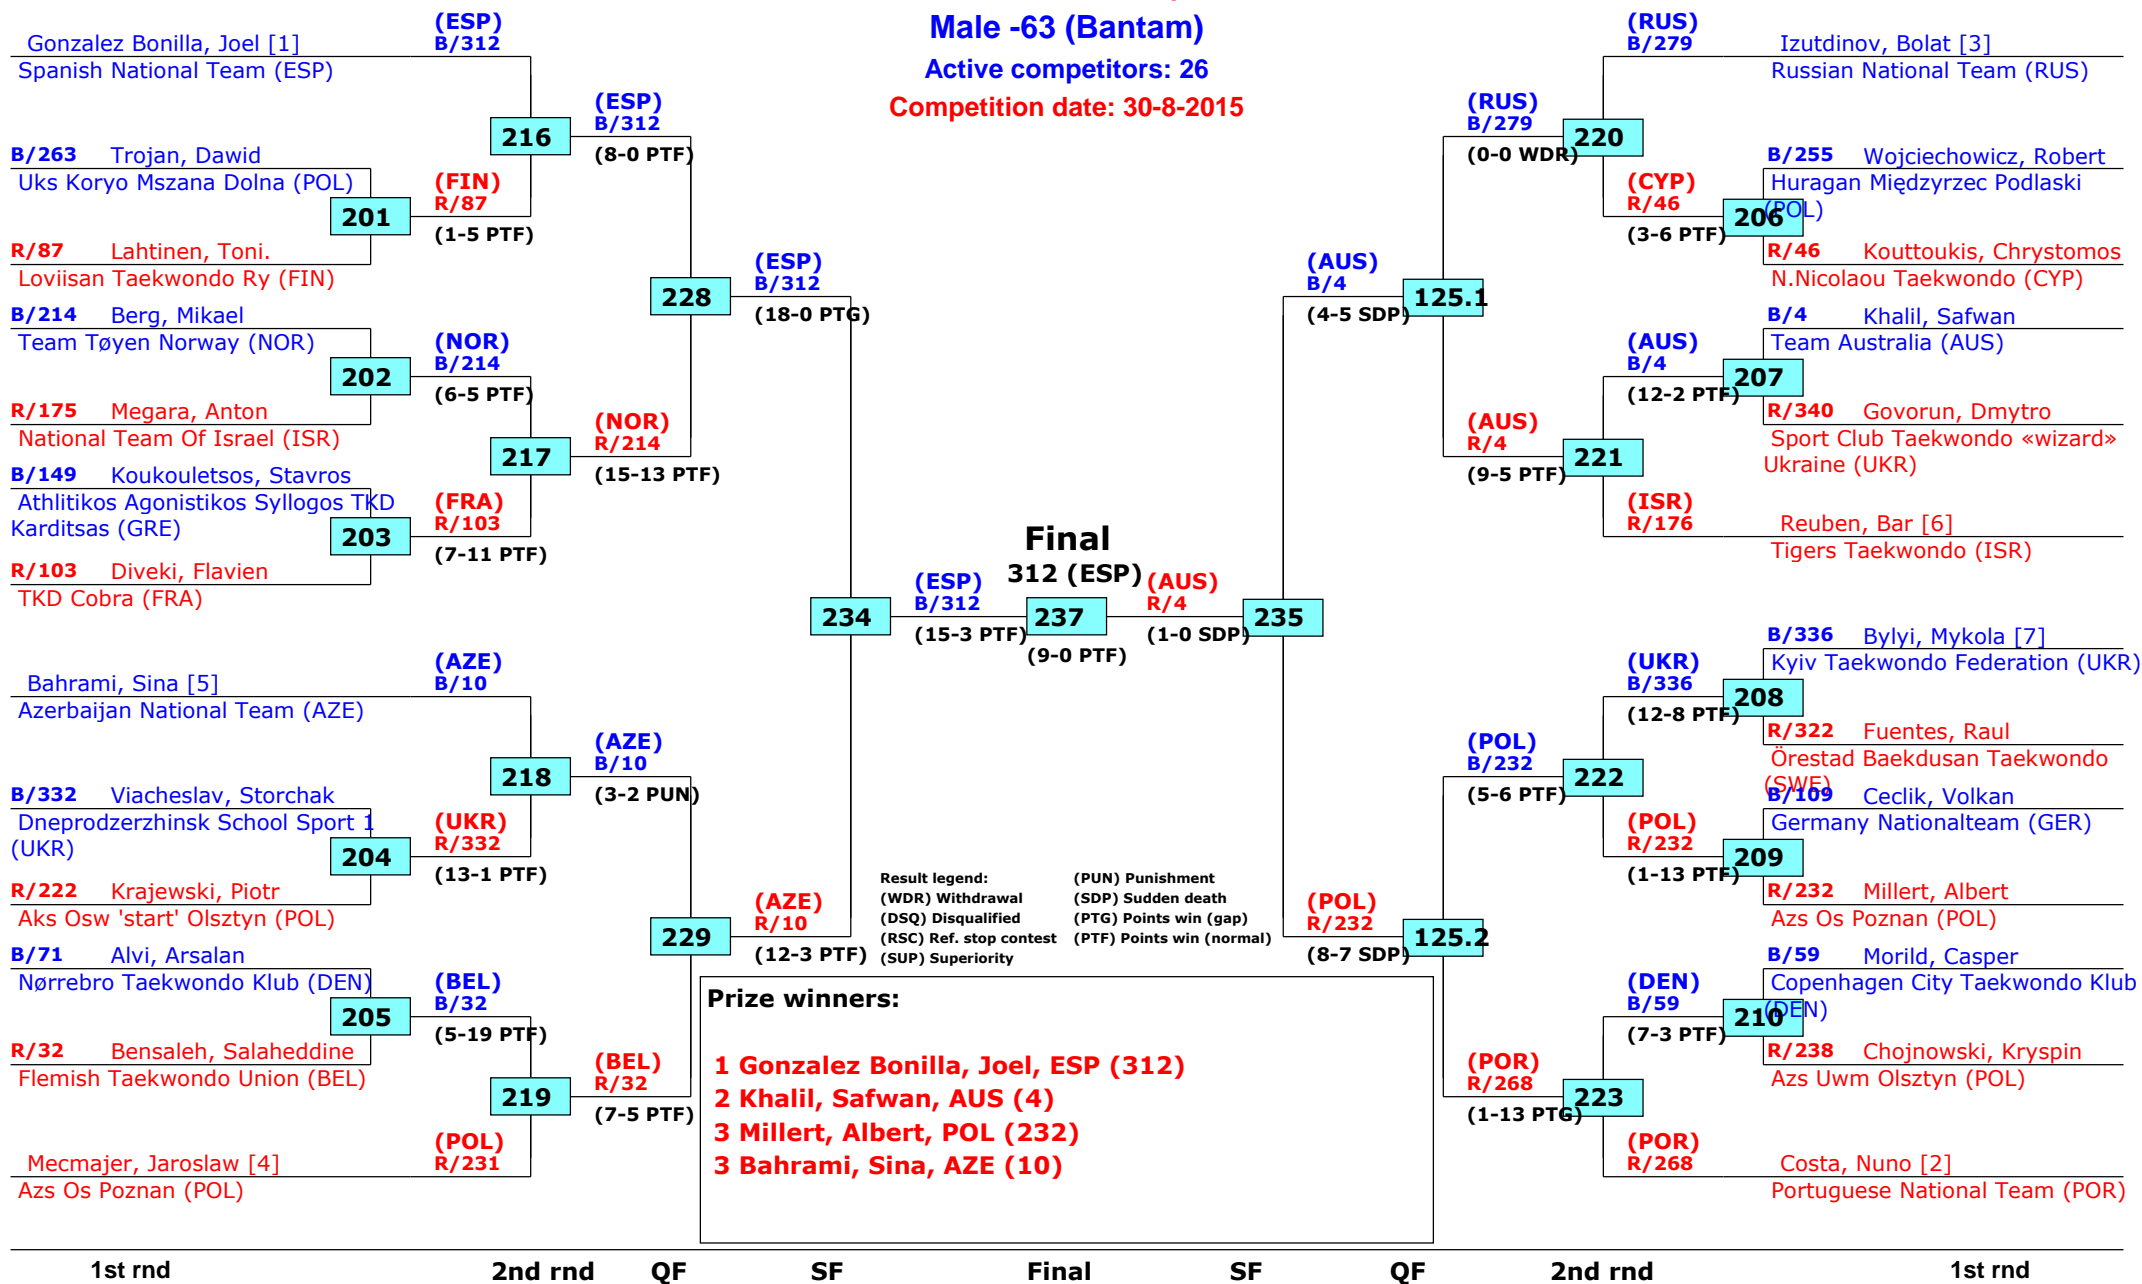 Male -63 (Bantam)
Active competitors: 26
Competition date: 30-8-2015
(ESP)
B/312
Gonzalez Bonilla, Joel [1]
Spanish National Team (ESP)
216
(ESP)
B/312
(8-0 PTF)
B/263 Trojan, Dawid
Uks Koryo Mszana Dolna (POL)
201
(FIN)
R/87
(1-5 PTF)
R/87 Lahtinen, Toni.
Loviisan Taekwondo Ry (FIN)
228
(ESP)
B/312
(18-0 PTG)
B/214 Berg, Mikael
Team Tøyen Norway (NOR)
202
(NOR)
B/214
(6-5 PTF)
R/175 Megara, Anton
National Team Of Israel (ISR)
217
(NOR)
R/214
(15-13 PTF)
B/149 Koukouletsos, Stavros
Athlitikos Agonistikos Syllogos TKD
Karditsas (GRE)
203
(FRA)
R/103
(7-11 PTF)
R/103 Diveki, Flavien
TKD Cobra (FRA)
234
(ESP)
B/312
(15-3 PTF)
(AZE)
B/10
Bahrami, Sina [5]
Azerbaijan National Team (AZE)
218
(AZE)
B/10
(3-2 PUN)
B/332 Viacheslav, Storchak
Dneprodzerzhinsk School Sport 1
(UKR)
204
(UKR)
R/332
(13-1 PTF)
R/222 Krajewski, Piotr
Aks Osw 'start' Olsztyn (POL)
229
(AZE)
R/10
(12-3 PTF)
B/71 Alvi, Arsalan
Nørrebro Taekwondo Klub (DEN)
205
(BEL)
B/32
(5-19 PTF)
R/32 Bensaleh, Salaheddine
Flemish Taekwondo Union (BEL)
219
(BEL)
R/32
(7-5 PTF)
(POL)
R/231
Mecmajer, Jaroslaw [4]
Azs Os Poznan (POL)
Final
312 (ESP)
237
(9-0 PTF)
(AUS)
R/4
(1-0 SDP)
235
(RUS)
B/279
Izutdinov, Bolat [3]
Russian National Team (RUS)
(RUS)
B/279
(0-0 WDR)
220
B/255 Wojciechowicz, Robert
Huragan Międzyrzec Podlaski
(POL)
(CYP)
R/46
(3-6 PTF)
206
R/46 Kouttoukis, Chrystomos
N.Nicolaou Taekwondo (CYP)
(AUS)
B/4
(4-5 SDP)
125.1
B/4 Khalil, Safwan
Team Australia (AUS)
(AUS)
B/4
(12-2 PTF)
207
R/340 Govorun, Dmytro
Sport Club Taekwondo «wizard»
Ukraine (UKR)
(AUS)
R/4
(9-5 PTF)
221
(ISR)
R/176
Reuben, Bar [6]
Tigers Taekwondo (ISR)
B/336 Bylyi, Mykola [7]
Kyiv Taekwondo Federation (UKR)
(UKR)
B/336
(12-8 PTF)
208
R/322 Fuentes, Raul
Örestad Baekdusan Taekwondo
(SWE)
(POL)
B/232
(5-6 PTF)
222
B/109 Ceclik, Volkan
Germany Nationalteam (GER)
(POL)
R/232
(1-13 PTF)
209
R/232 Millert, Albert
Azs Os Poznan (POL)
(POL)
R/232
(8-7 SDP)
125.2
B/59 Morild, Casper
Copenhagen City Taekwondo Klub
(DEN)
(DEN)
B/59
(7-3 PTF)
210
R/238 Chojnowski, Kryspin
Azs Uwm Olsztyn (POL)
(POR)
R/268
(1-13 PTG)
223
(POR)
R/268
Costa, Nuno [2]
Portuguese National Team (POR)
Result legend: (PUN) Punishment
(WDR) Withdrawal (SDP) Sudden death
(DSQ) Disqualified (PTG) Points win (gap)
(RSC) Ref. stop contest (PTF) Points win (normal)
(SUP) Superiority
Prize winners:
1 Gonzalez Bonilla, Joel, ESP (312)
2 Khalil, Safwan, AUS (4)
3 Millert, Albert, POL (232)
3 Bahrami, Sina, AZE (10)
1st rnd 2nd rnd QF SF Final SF QF 2nd rnd 1st rnd